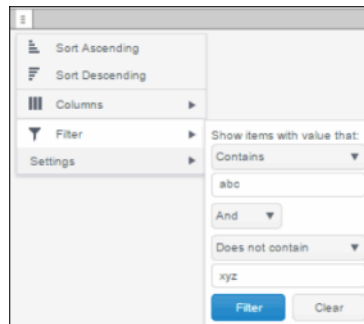 Sort Ascending
Sort Descending
Columns
Filter
Settings
Show items with value that:
Contains
abc
And
Does not contain
xyz
Filter
Clear